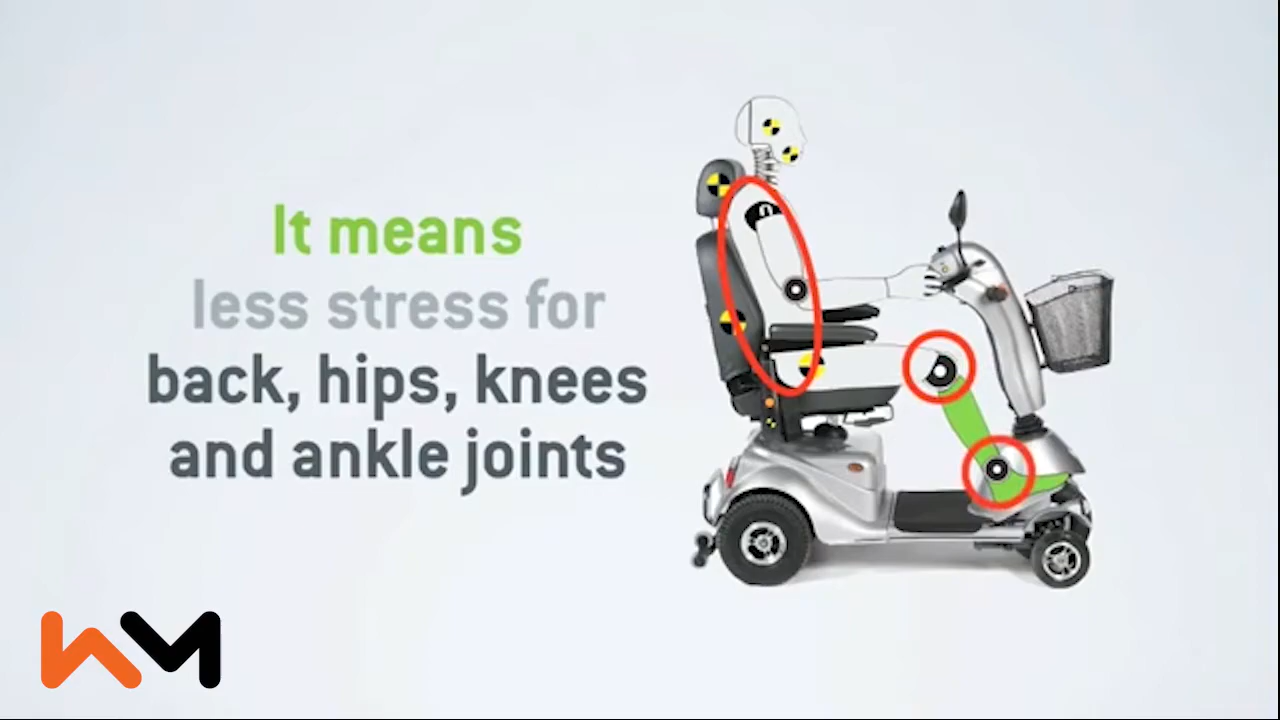 It means
less stress for
back, hips, knees
and ankle joints